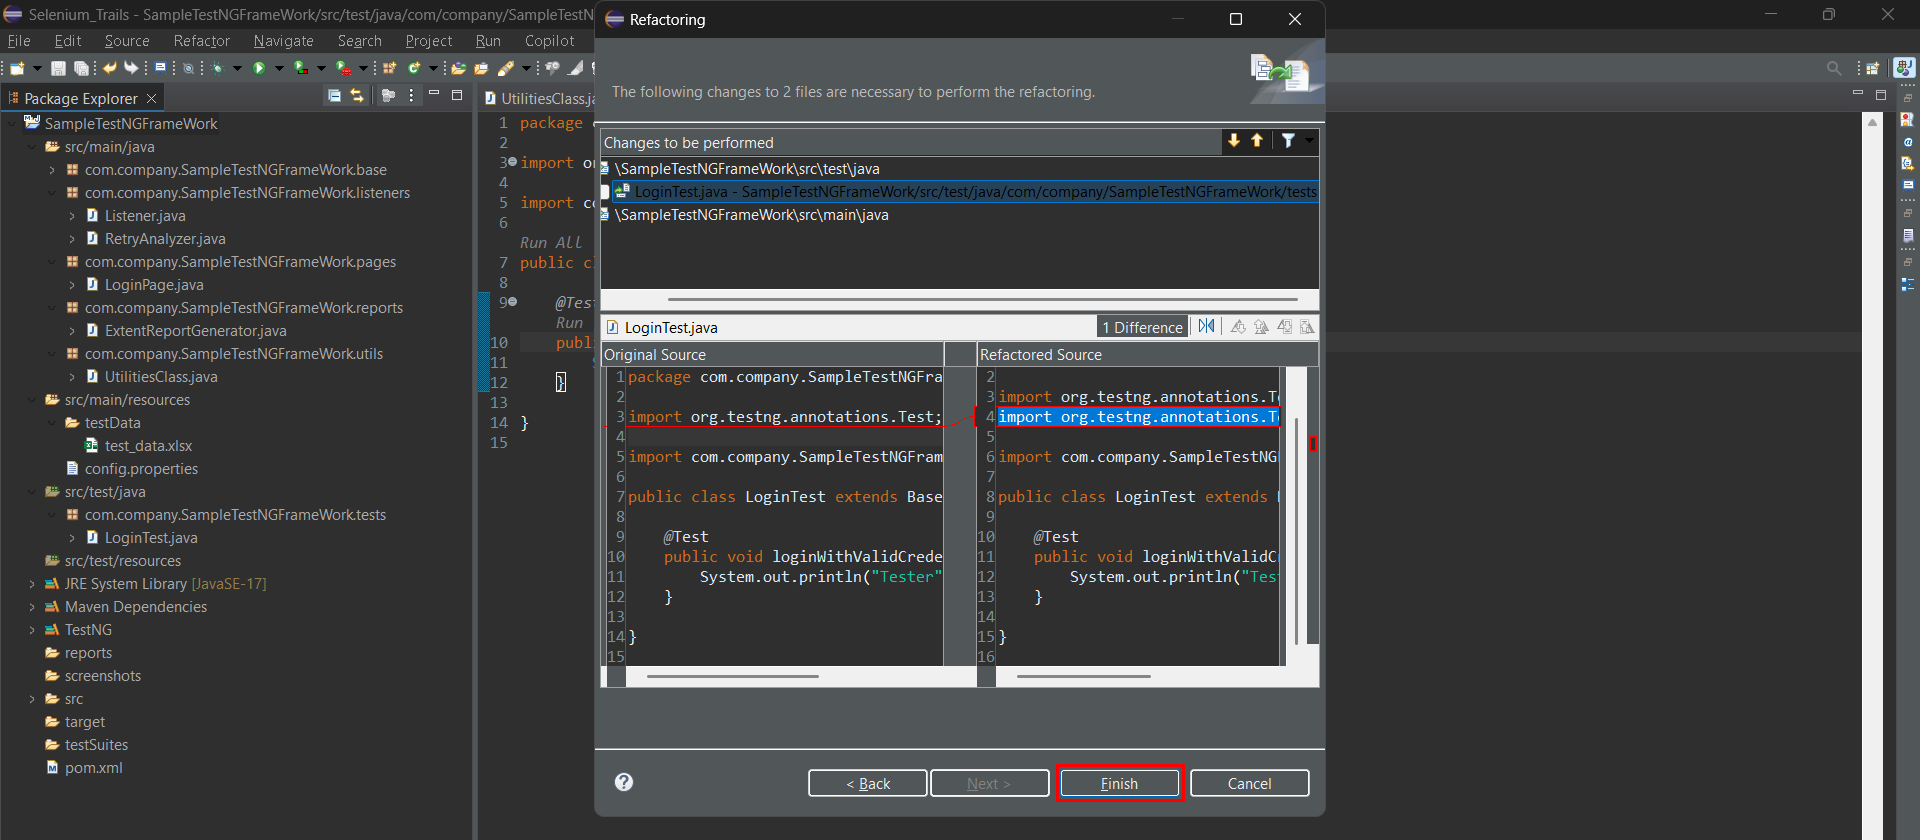 Selenium_Trails - SampleTestNGFrameWork/src/test/java/com/company/SampleTestN
File Edit Source Refactor Navigate Search Project Run Copilot
Package Explorer
SampleTestNGFrameWork
src/main/java
com.company.SampleTestNGFrameWork.base
com.company.SampleTestNGFrameWork.listeners
Listener.java
RetryAnalyzer.java
com.company.SampleTestNGFrameWork.pages
LoginPage.java
com.company.SampleTestNGFrameWork.reports
ExtentReportGenerator.java
com.company.SampleTestNGFrameWork.utils
UtilitiesClass.java
src/main/resources
testData
test_data.xlsx
config.properties
src/test/java
com.company.SampleTestNGFrameWork.tests
LoginTest.java
src/test/resources
JRE System Library [JavaSE-17]
Maven Dependencies
TestNG
reports
screenshots
src
target
testSuites
pom.xml
UtilitiesClass.ja
1 package
2
3 import o
4
5 import c
6
Run All
7 public c
8
9 @Tes
Run
10 publ
11
12 }
13
14 }
15
Refactoring
The following changes to 2 files are necessary to perform the refactoring.
Changes to be performed
\SampleTestNGFrameWork\src\test\java
LoginTest.java - SampleTestNGFrameWork/src/test/java/com/company/SampleTestNGFrameWork/tests
\SampleTestNGFrameWork\src\main\java
LoginTest.java 1 Difference
Original Source
1 package com.company.SampleTestNGFra
2
3 import org.testng.annotations.Test;
4
5 import com.company.SampleTestNGFram
6
7 public class LoginTest extends Base
8
9 @Test
10 public void loginWithValidCrede
11 System.out.println("Tester"
12 }
13
14 }
15
Refactored Source
2
3 import org.testng.annotations.T
4 import org.testng.annotations.T
5
6 import com.company.SampleTestNG
7
8 public class LoginTest extends
9
10 @Test
11 public void loginWithValidC
12 System.out.println("Tes
13 }
14
15 }
16
< Back Next > Finish Cancel